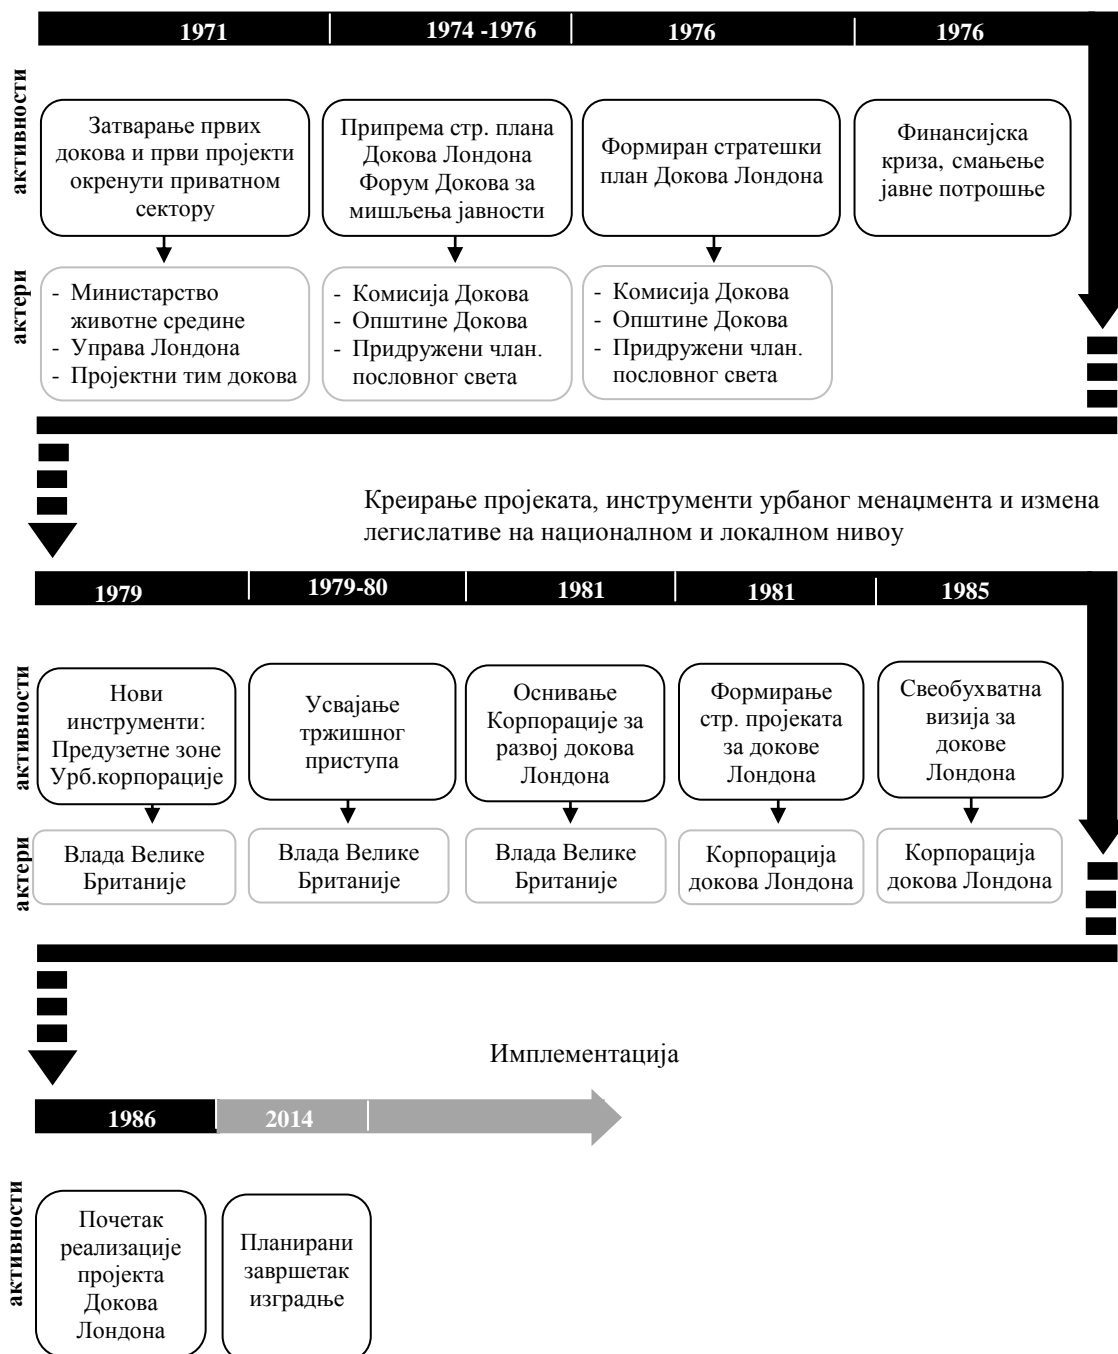 1971
1974 -1976
1976
1976
активности
Затварање првих
докова и први пројекти
окренути приватном
сектору
Припрема стр. плана
Докова Лондона
Форум Докова за
мишљења јавности
Формиран стратешки
план Докова Лондона
Финансијска
криза, смањење
јавне потрошње
актери
- Министарство
животне средине
- Управа Лондона
- Пројектни тим докова
- Комисија Докова
- Општине Докова
- Придружени члан.
пословног света
- Комисија Докова
- Општине Докова
- Придружени члан.
пословног света
Креирање пројеката, инструменти урбаног менаџмента и измена
легислативе на националном и локалном нивоу
1979
1979-80
1981
1981
1985
активности
Нови
инструменти:
Предузетне зоне
Урб.корпорације
Усвајање
тржишног
приступа
Оснивање
Корпорације за
развој докова
Лондона
Формирање
стр. пројеката
за докове
Лондона
Свеобухватна
визија за
докове
Лондона
актери
Влада Велике
Британије
Влада Велике
Британије
Влада Велике
Британије
Корпорација
докова Лондона
Корпорација
докова Лондона
Имплементација
1986
2014
активности
Почетак
реализације
пројекта
Докова
Лондона
Планирани
завршетак
изградње